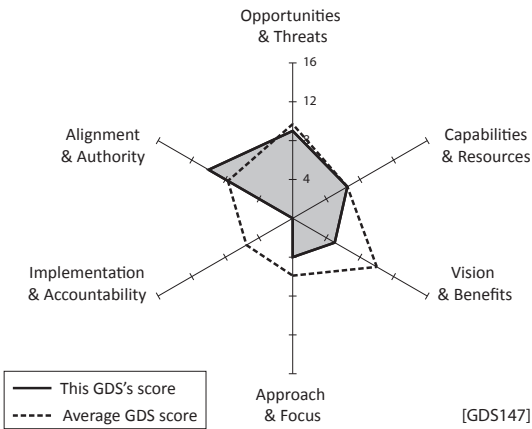 Opportunities
& Threats
16
12
8
4
Alignment
& Authority
Capabilities
& Resources
Implementation
& Accountability
Vision
& Benefits
This GDS's score
Average GDS score
Approach
& Focus
[GDS147]